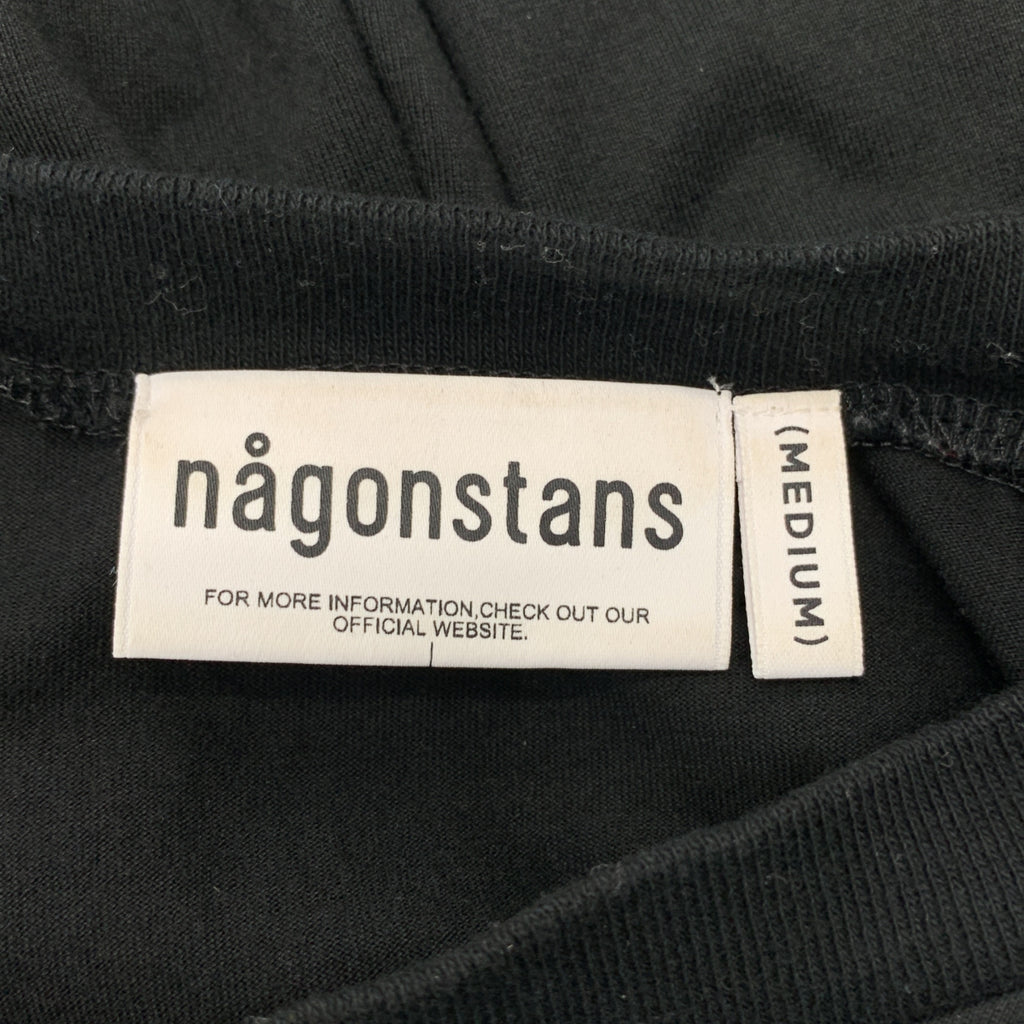 någonstans
FOR MORE INFORMATION,CHECK OUT OUR
OFFICIAL WEBSITE.
(MEDIUM)